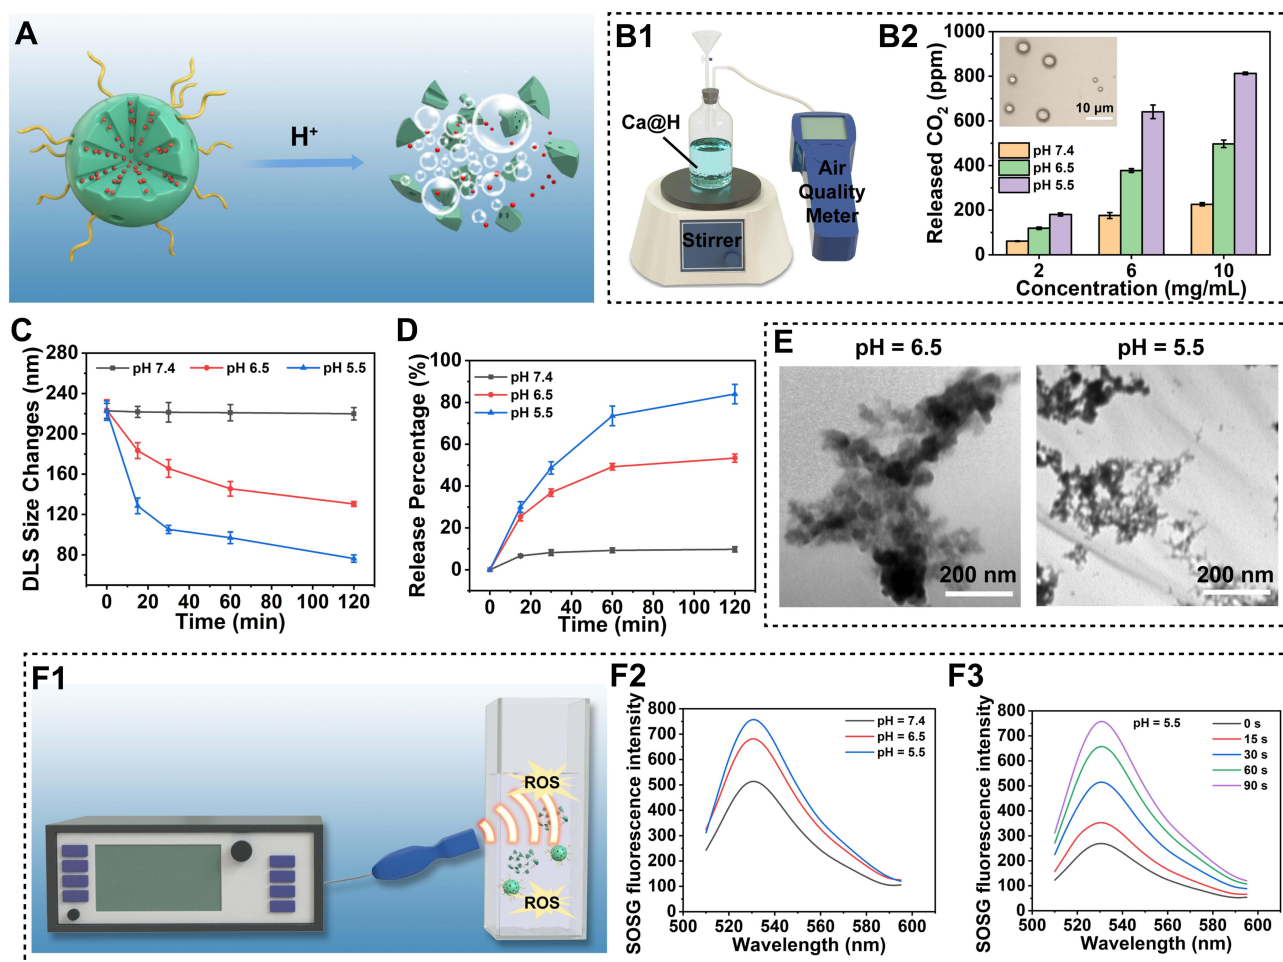 A
H⁺
B1
Ca@H
Stirrer
Air
Quality
Meter
B2
Released CO₂ (ppm)
1000
800
600
400
200
0
10 μm
pH 7.4
pH 6.5
pH 5.5
2 6 10
Concentration (mg/mL)
C
DLS Size Changes (nm)
280
240
200
160
120
80
pH 7.4 pH 6.5 pH 5.5
0 20 40 60 80 100 120
Time (min)
D
Release Percentage (%)
100
80
60
40
20
0
pH 7.4
pH 6.5
pH 5.5
0 20 40 60 80 100 120
Time (min)
E
pH = 6.5
pH = 5.5
200 nm
200 nm
F1
ROS
ROS
F2
SOSG fluorescence intensity
800
700
600
500
400
300
200
100
0
pH = 7.4
pH = 6.5
pH = 5.5
500 520 540 560 580 600
Wavelength (nm)
F3
SOSG fluorescence intensity
800
700
600
500
400
300
200
100
0
pH = 5.5
0 s
15 s
30 s
60 s
90 s
500 520 540 560 580 600
Wavelength (nm)